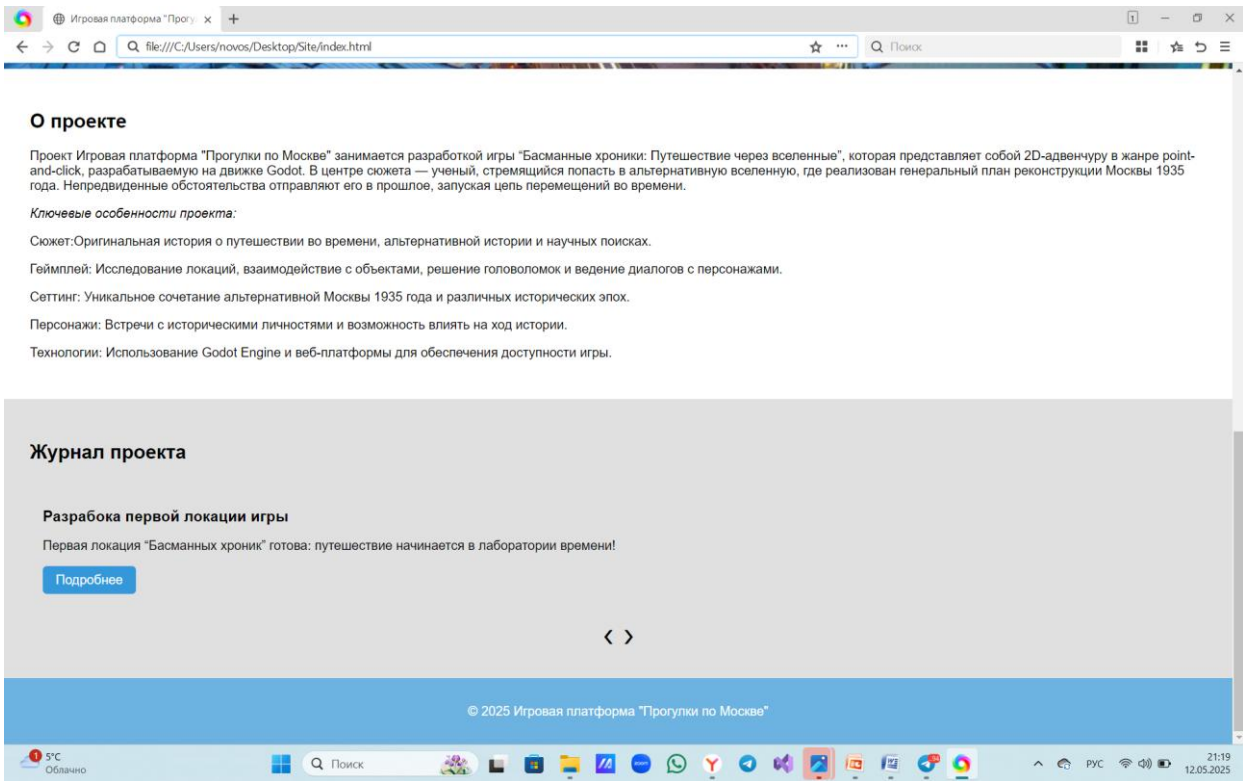 Игровая платформа "Прогу
1
file:///C:/Users/novos/Desktop/Site/index.html
Поиск
О проекте
Проект Игровая платформа "Прогулки по Москве" занимается разработкой игры “Басманные хроники: Путешествие через вселенные”, которая представляет собой 2D-адвенчуру в жанре point-
and-click, разрабатываемую на движке Godot. В центре сюжета — ученый, стремящийся попасть в альтернативную вселенную, где реализован генеральный план реконструкции Москвы 1935
года. Непредвиденные обстоятельства отправляют его в прошлое, запуская цепь перемещений во времени.
Ключевые особенности проекта:
Сюжет:Оригинальная история о путешествии во времени, альтернативной истории и научных поисках.
Геймплей: Исследование локаций, взаимодействие с объектами, решение головоломок и ведение диалогов с персонажами.
Сеттинг: Уникальное сочетание альтернативной Москвы 1935 года и различных исторических эпох.
Персонажи: Встречи с историческими личностями и возможность влиять на ход истории.
Технологии: Использование Godot Engine и веб-платформы для обеспечения доступности игры.
Журнал проекта
Разрабока первой локации игры
Первая локация “Басманных хроник” готова: путешествие начинается в лаборатории времени!
Подробнее
© 2025 Игровая платформа "Прогулки по Москве"
1
5°C
Облачно
Поиск
РУС
21:19
12.05.2025